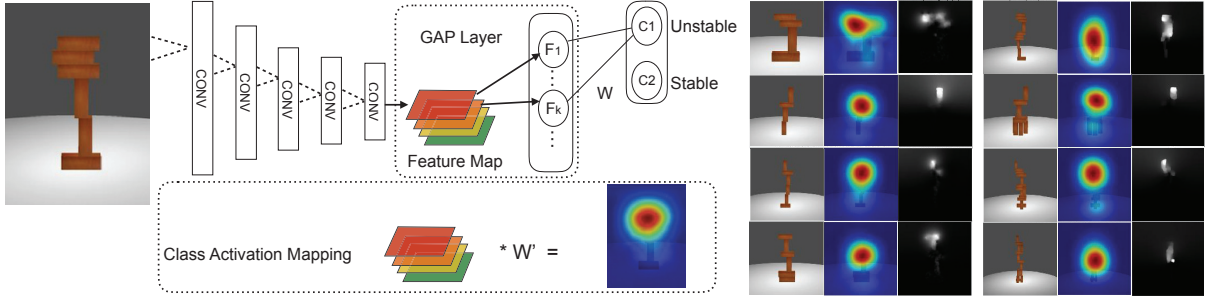 CONV
CONV
CONV
CONV
CONV
GAP Layer
Feature Map
F1
Fk
W
C1
Unstable
C2
Stable
Class Activation Mapping
* W' =